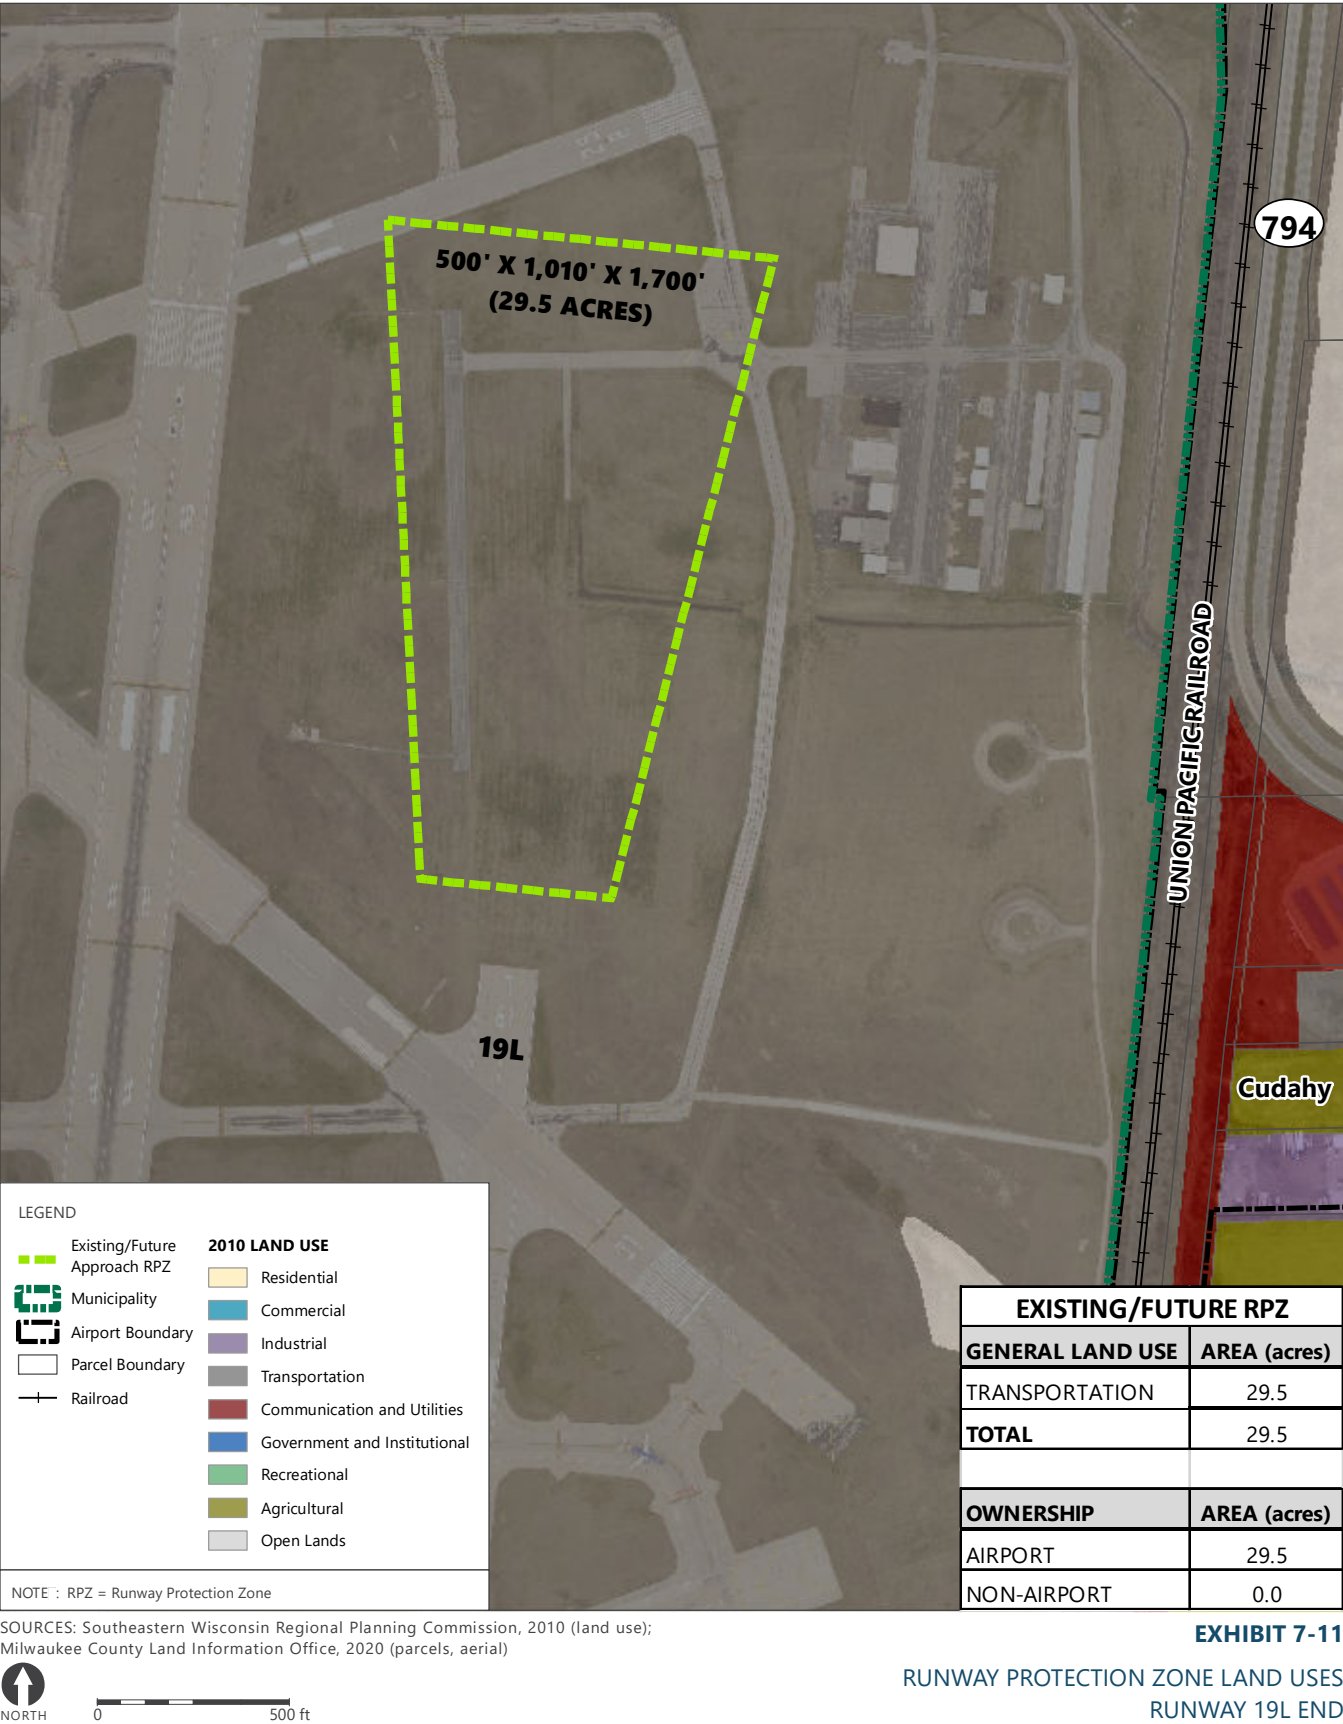 500' X 1,010' X 1,700'
(29.5 ACRES)
794
UNION PACIFIC RAILROAD
19L
Cudahy
LEGEND
Existing/Future
Approach RPZ
Municipality
Airport Boundary
Parcel Boundary
Railroad
2010 LAND USE
Residential
Commercial
Industrial
Transportation
Communication and Utilities
Government and Institutional
Recreational
Agricultural
Open Lands
NOTE : RPZ = Runway Protection Zone
EXISTING/FUTURE RPZ
GENERAL LAND USE AREA (acres)
TRANSPORTATION 29.5
TOTAL 29.5
OWNERSHIP AREA (acres)
AIRPORT 29.5
NON-AIRPORT 0.0
SOURCES: Southeastern Wisconsin Regional Planning Commission, 2010 (land use);
Milwaukee County Land Information Office, 2020 (parcels, aerial)
EXHIBIT 7-11
RUNWAY PROTECTION ZONE LAND USES
RUNWAY 19L END
NORTH
0 500 ft